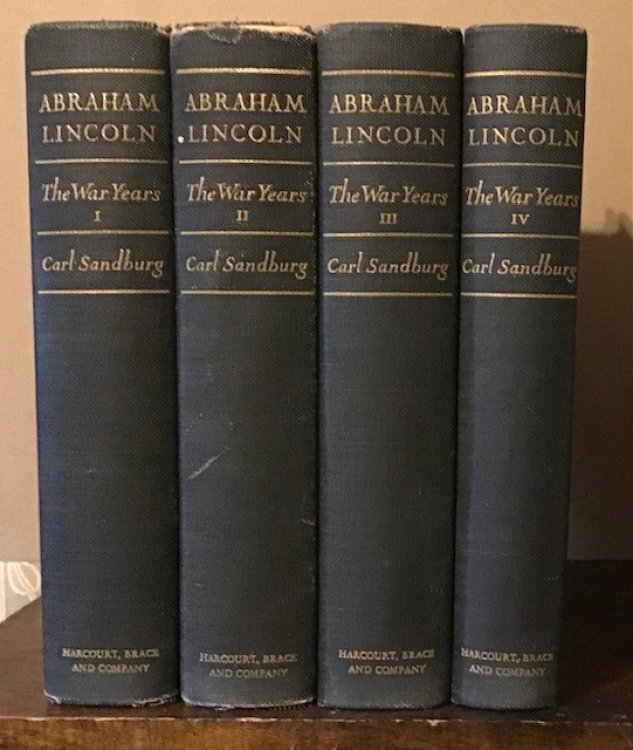 ABRAHAM
LINCOLN
The War Years
I
Carl Sandburg
HARCOURT, BRACE
AND COMPANY
ABRAHAM
LINCOLN
The War Years
II
Carl Sandburg
HARCOURT, BRACE
AND COMPANY
ABRAHAM
LINCOLN
The War Years
III
Carl Sandburg
HARCOURT, BRACE
AND COMPANY
ABRAHAM
LINCOLN
The War Years
IV
Carl Sandburg
HARCOURT, BRACE
AND COMPANY